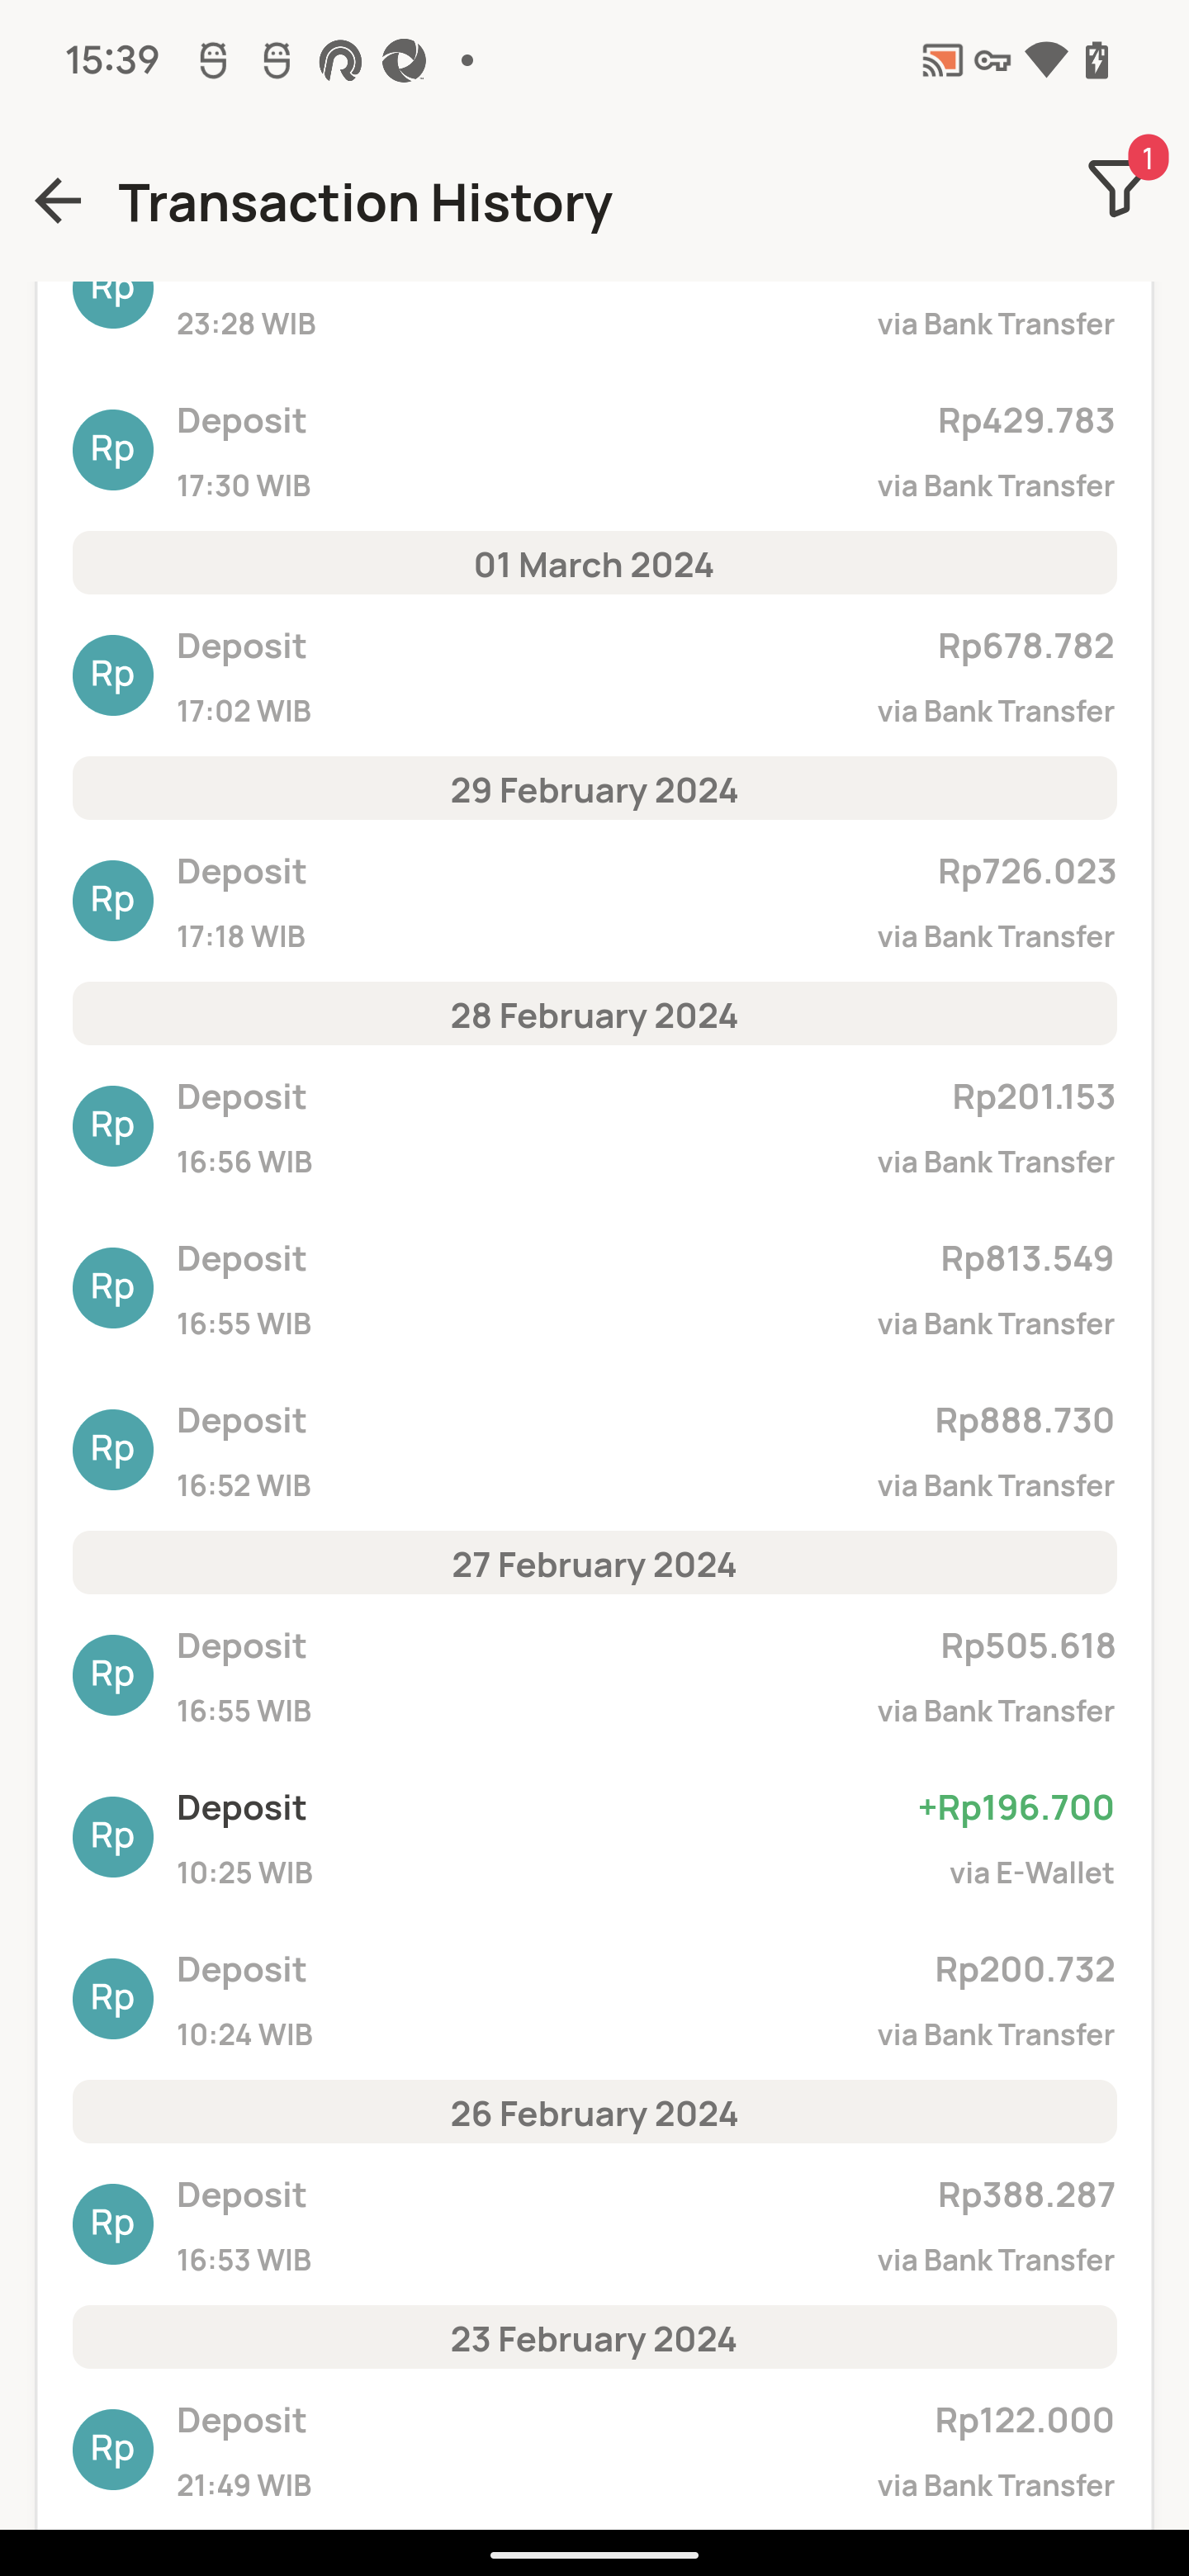 15:39
1
Transaction History
Rp
23:28 WIB via Bank Transfer
Deposit Rp429.783
Rp
17:30 WIB via Bank Transfer
01 March 2024
Deposit Rp678.782
Rp
17:02 WIB via Bank Transfer
29 February 2024
Deposit Rp726.023
Rp
17:18 WIB via Bank Transfer
28 February 2024
Deposit Rp201.153
Rp
16:56 WIB via Bank Transfer
Deposit Rp813.549
Rp
16:55 WIB via Bank Transfer
Deposit Rp888.730
Rp
16:52 WIB via Bank Transfer
27 February 2024
Deposit Rp505.618
Rp
16:55 WIB via Bank Transfer
Deposit +Rp196.700
Rp
10:25 WIB via E-Wallet
Deposit Rp200.732
Rp
10:24 WIB via Bank Transfer
26 February 2024
Deposit Rp388.287
Rp
16:53 WIB via Bank Transfer
23 February 2024
Deposit Rp122.000
Rp
21:49 WIB via Bank Transfer